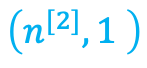 (n^[2], 1 )